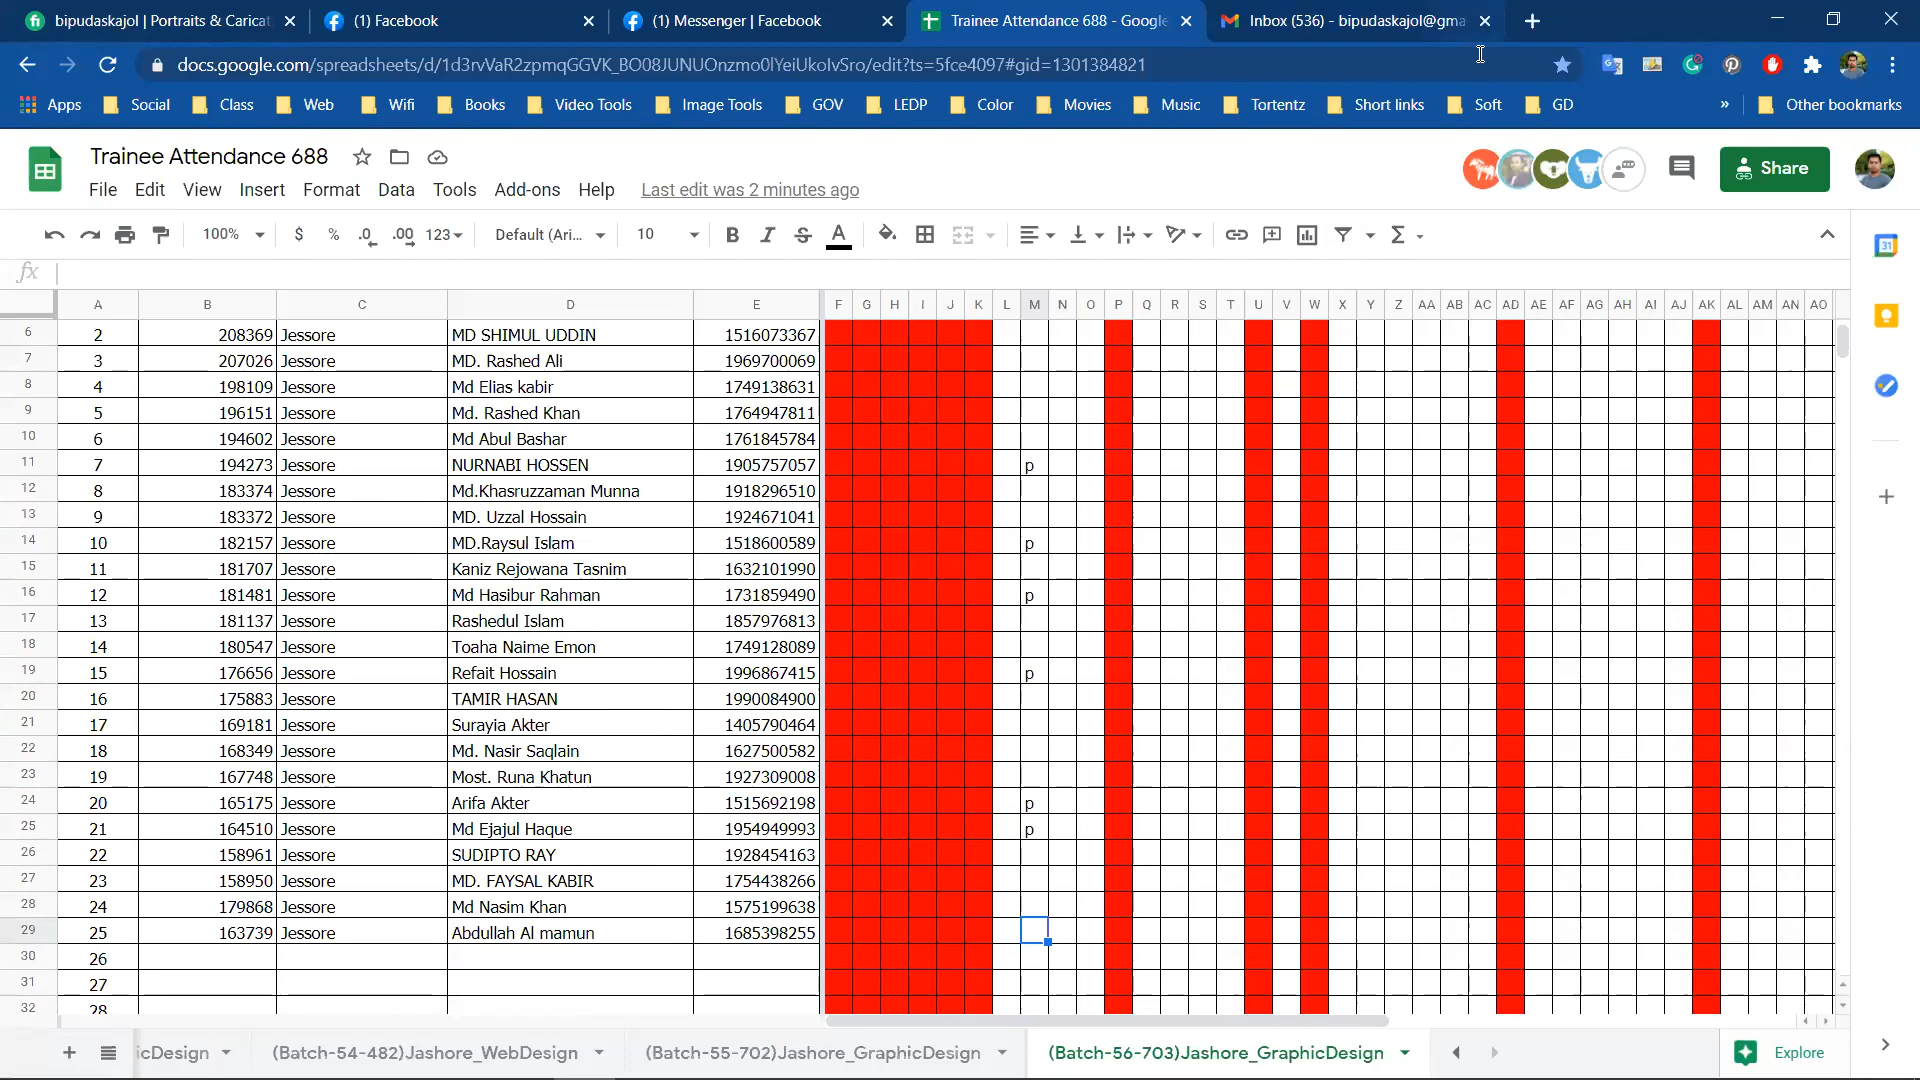 bipudaskajol | Portraits & Caricat
(1) Facebook
(1) Messenger | Facebook
Trainee Attendance 688 - Google
Inbox (536) - bipudaskajol@gma
docs.google.com/spreadsheets/d/1d3rvVaR2zpmqGGVK_BO08JUNUOnzmo0lYeiUkolvSro/edit?ts=5fce4097#gid=1301384821
Apps Social Class Web Wifi Books Video Tools Image Tools GOV LEDP Color Movies Music Tortentz Short links Soft GD » Other bookmarks
Trainee Attendance 688
File Edit View Insert Format Data Tools Add-ons Help Last edit was 2 minutes ago
Share
100% $ % .0 .00 123 Default (Ari... 10 B I S A Σ
31
fx
A B C D E F G H I J K L M N O P Q R S T U V W X Y Z AA AB AC AD AE AF AG AH AI AJ AK AL AM AN AO
6 2 208369 Jessore MD SHIMUL UDDIN 1516073367
7 3 207026 Jessore MD. Rashed Ali 1969700069
8 4 198109 Jessore Md Elias kabir 1749138631
9 5 196151 Jessore Md. Rashed Khan 1764947811
10 6 194602 Jessore Md Abul Bashar 1761845784
11 7 194273 Jessore NURNABI HOSSEN 1905757057 p
12 8 183374 Jessore Md.Khasruzzaman Munna 1918296510
13 9 183372 Jessore MD. Uzzal Hossain 1924671041
14 10 182157 Jessore MD.Raysul Islam 1518600589 p
15 11 181707 Jessore Kaniz Rejowana Tasnim 1632101990
16 12 181481 Jessore Md Hasibur Rahman 1731859490 p
17 13 181137 Jessore Rashedul Islam 1857976813
18 14 180547 Jessore Toaha Naime Emon 1749128089
19 15 176656 Jessore Refait Hossain 1996867415 p
20 16 175883 Jessore TAMIR HASAN 1990084900
21 17 169181 Jessore Surayia Akter 1405790464
22 18 168349 Jessore Md. Nasir Saqlain 1627500582
23 19 167748 Jessore Most. Runa Khatun 1927309008
24 20 165175 Jessore Arifa Akter 1515692198 p
25 21 164510 Jessore Md Ejajul Haque 1954949993 p
26 22 158961 Jessore SUDIPTO RAY 1928454163
27 23 158950 Jessore MD. FAYSAL KABIR 1754438266
28 24 179868 Jessore Md Nasim Khan 1575199638
29 25 163739 Jessore Abdullah Al mamun 1685398255
30 26
31 27
32 28
icDesign (Batch-54-482)Jashore_WebDesign (Batch-55-702)Jashore_GraphicDesign (Batch-56-703)Jashore_GraphicDesign Explore